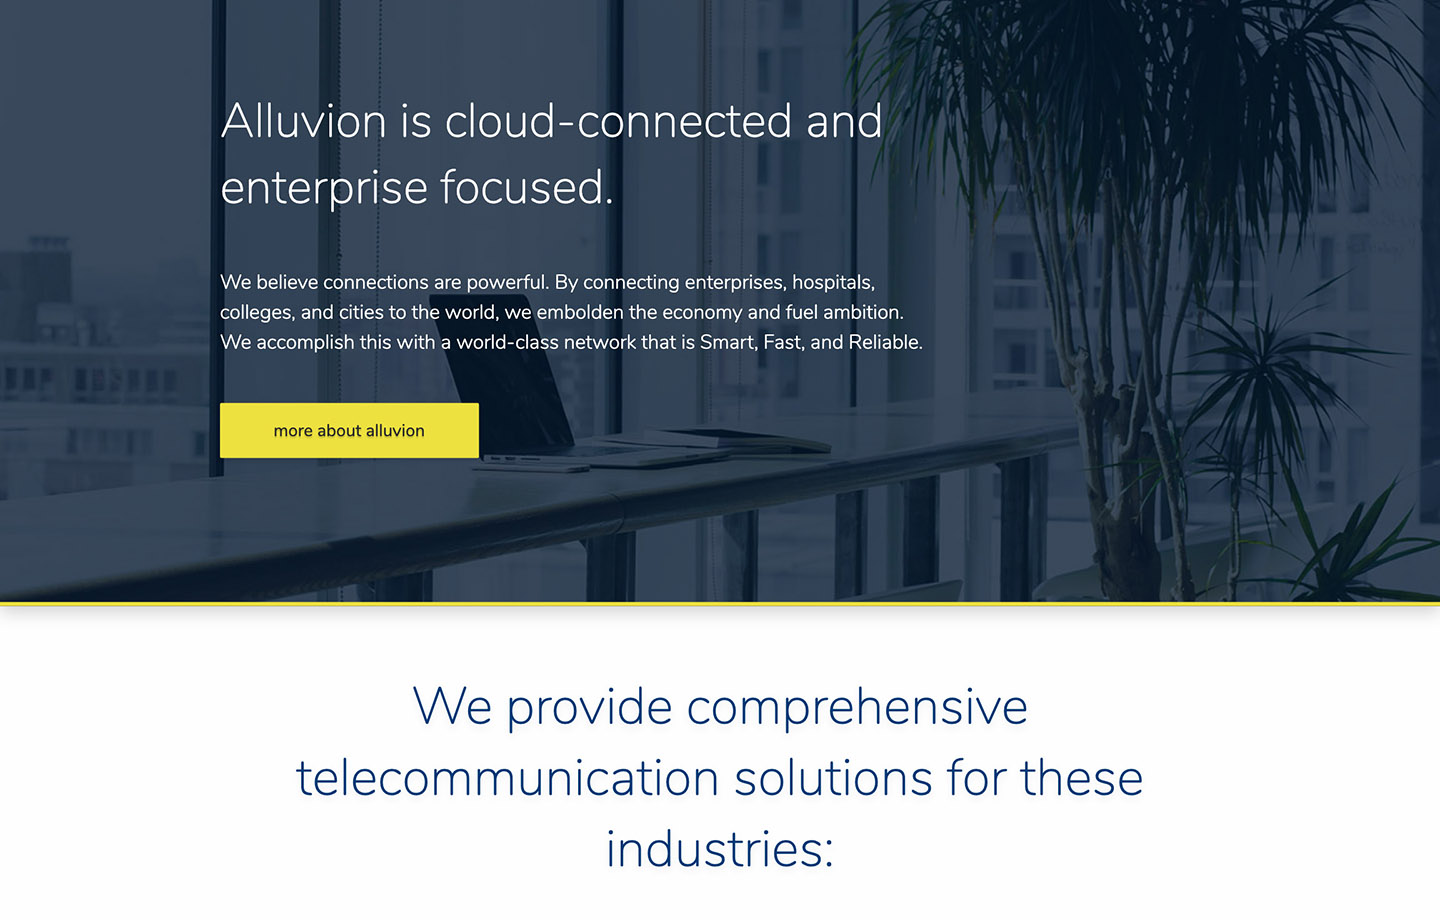 Alluvion is cloud-connected and
enterprise focused.
We believe connections are powerful. By connecting enterprises, hospitals,
colleges, and cities to the world, we embolden the economy and fuel ambition.
We accomplish this with a world-class network that is Smart, Fast, and Reliable.
more about alluvion
We provide comprehensive
telecommunication solutions for these
industries: